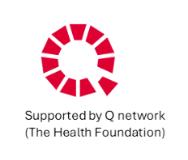 Supported by Q network
(The Health Foundation)